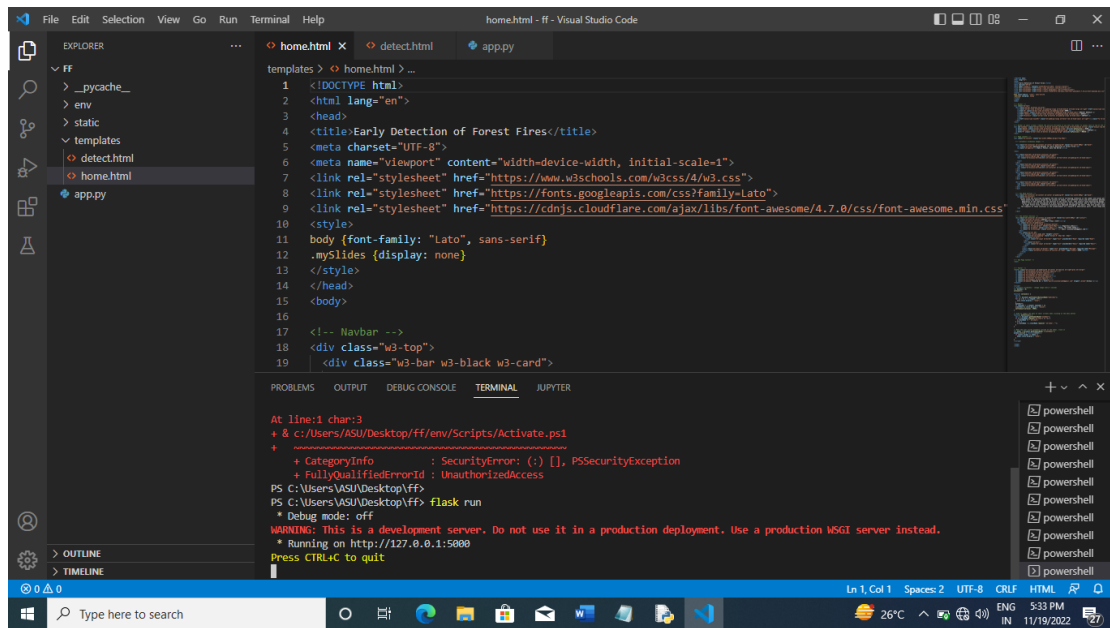 File Edit Selection View Go Run Terminal Help
home.html - ff - Visual Studio Code
EXPLORER
FF
__pycache__
env
static
templates
detect.html
home.html
app.py
home.html
detect.html
app.py
templates > home.html > ...
1 <!DOCTYPE html>
2 <html lang="en">
3 <head>
4 <title>Early Detection of Forest Fires</title>
5 <meta charset="UTF-8">
6 <meta name="viewport" content="width=device-width, initial-scale=1">
7 <link rel="stylesheet" href="https://www.w3schools.com/w3css/4/w3.css">
8 <link rel="stylesheet" href="https://fonts.googleapis.com/css?family=Lato">
9 <link rel="stylesheet" href="https://cdnjs.cloudflare.com/ajax/libs/font-awesome/4.7.0/css/font-awesome.min.css"
10 <style>
11 body {font-family: "Lato", sans-serif}
12 .mySlides {display: none}
13 </style>
14 </head>
15 <body>
16
17 <!-- Navbar -->
18 <div class="w3-top">
19 <div class="w3-bar w3-black w3-card">
PROBLEMS OUTPUT DEBUG CONSOLE TERMINAL JUPYTER
At line:1 char:3
+ & c:/Users/ASU/Desktop/ff/env/Scripts/Activate.ps1
+ ~~~~~~~~~~~~~~~~~~~~~~~~~~~~~~~~~~~~~~~~~~~~~~~~
+ CategoryInfo : SecurityError: (:) [], PSSecurityException
+ FullyQualifiedErrorId : UnauthorizedAccess
PS C:\Users\ASU\Desktop\ff>
PS C:\Users\ASU\Desktop\ff> flask run
* Debug mode: off
WARNING: This is a development server. Do not use it in a production deployment. Use a production WSGI server instead.
* Running on http://127.0.0.1:5000
Press CTRL+C to quit
powershell
powershell
powershell
powershell
powershell
powershell
powershell
powershell
powershell
powershell
OUTLINE
TIMELINE
0 0
Ln 1, Col 1 Spaces: 2 UTF-8 CRLF HTML
Type here to search
26°C
ENG
IN
5:33 PM
11/19/2022
27